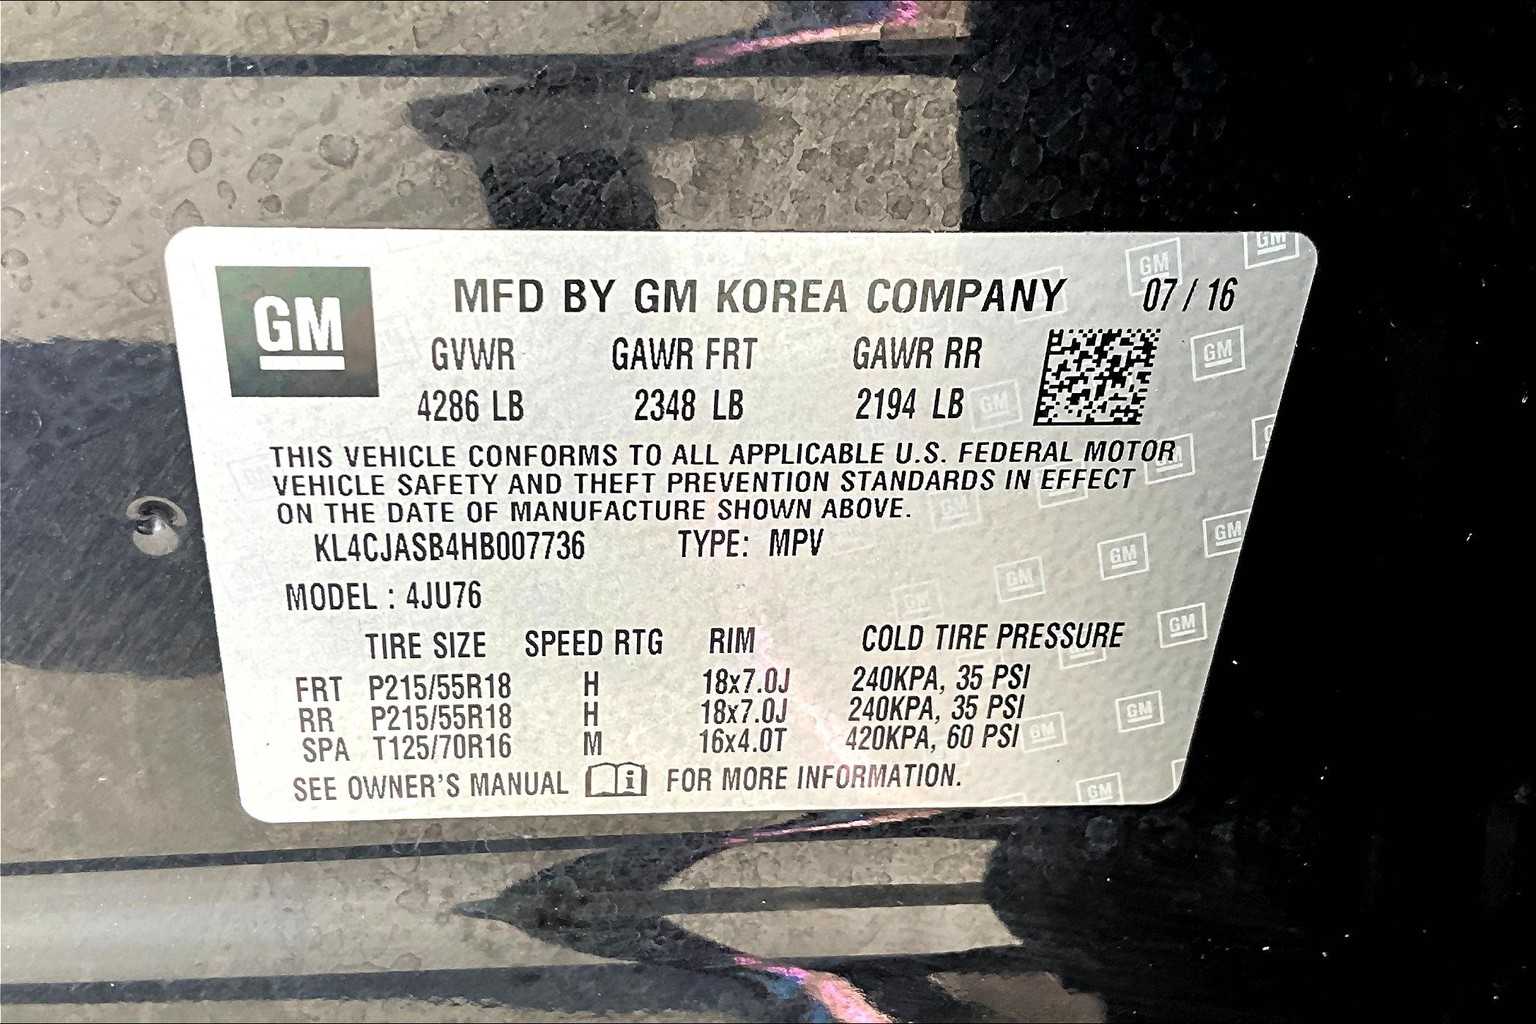 GM
MFD BY GM KOREA COMPANY 07 / 16
GVWR GAWR FRT GAWR RR
4286 LB 2348 LB 2194 LB
THIS VEHICLE CONFORMS TO ALL APPLICABLE U.S. FEDERAL MOTOR
VEHICLE SAFETY AND THEFT PREVENTION STANDARDS IN EFFECT
ON THE DATE OF MANUFACTURE SHOWN ABOVE.
KL4CJASB4HB007736 TYPE: MPV
MODEL : 4JU76
TIRE SIZE SPEED RTG RIM COLD TIRE PRESSURE
FRT P215/55R18 H 18x7.0J 240KPA, 35 PSI
RR P215/55R18 H 18x7.0J 240KPA, 35 PSI
SPA T125/70R16 M 16x4.0T 420KPA, 60 PSI
SEE OWNER'S MANUAL i FOR MORE INFORMATION.